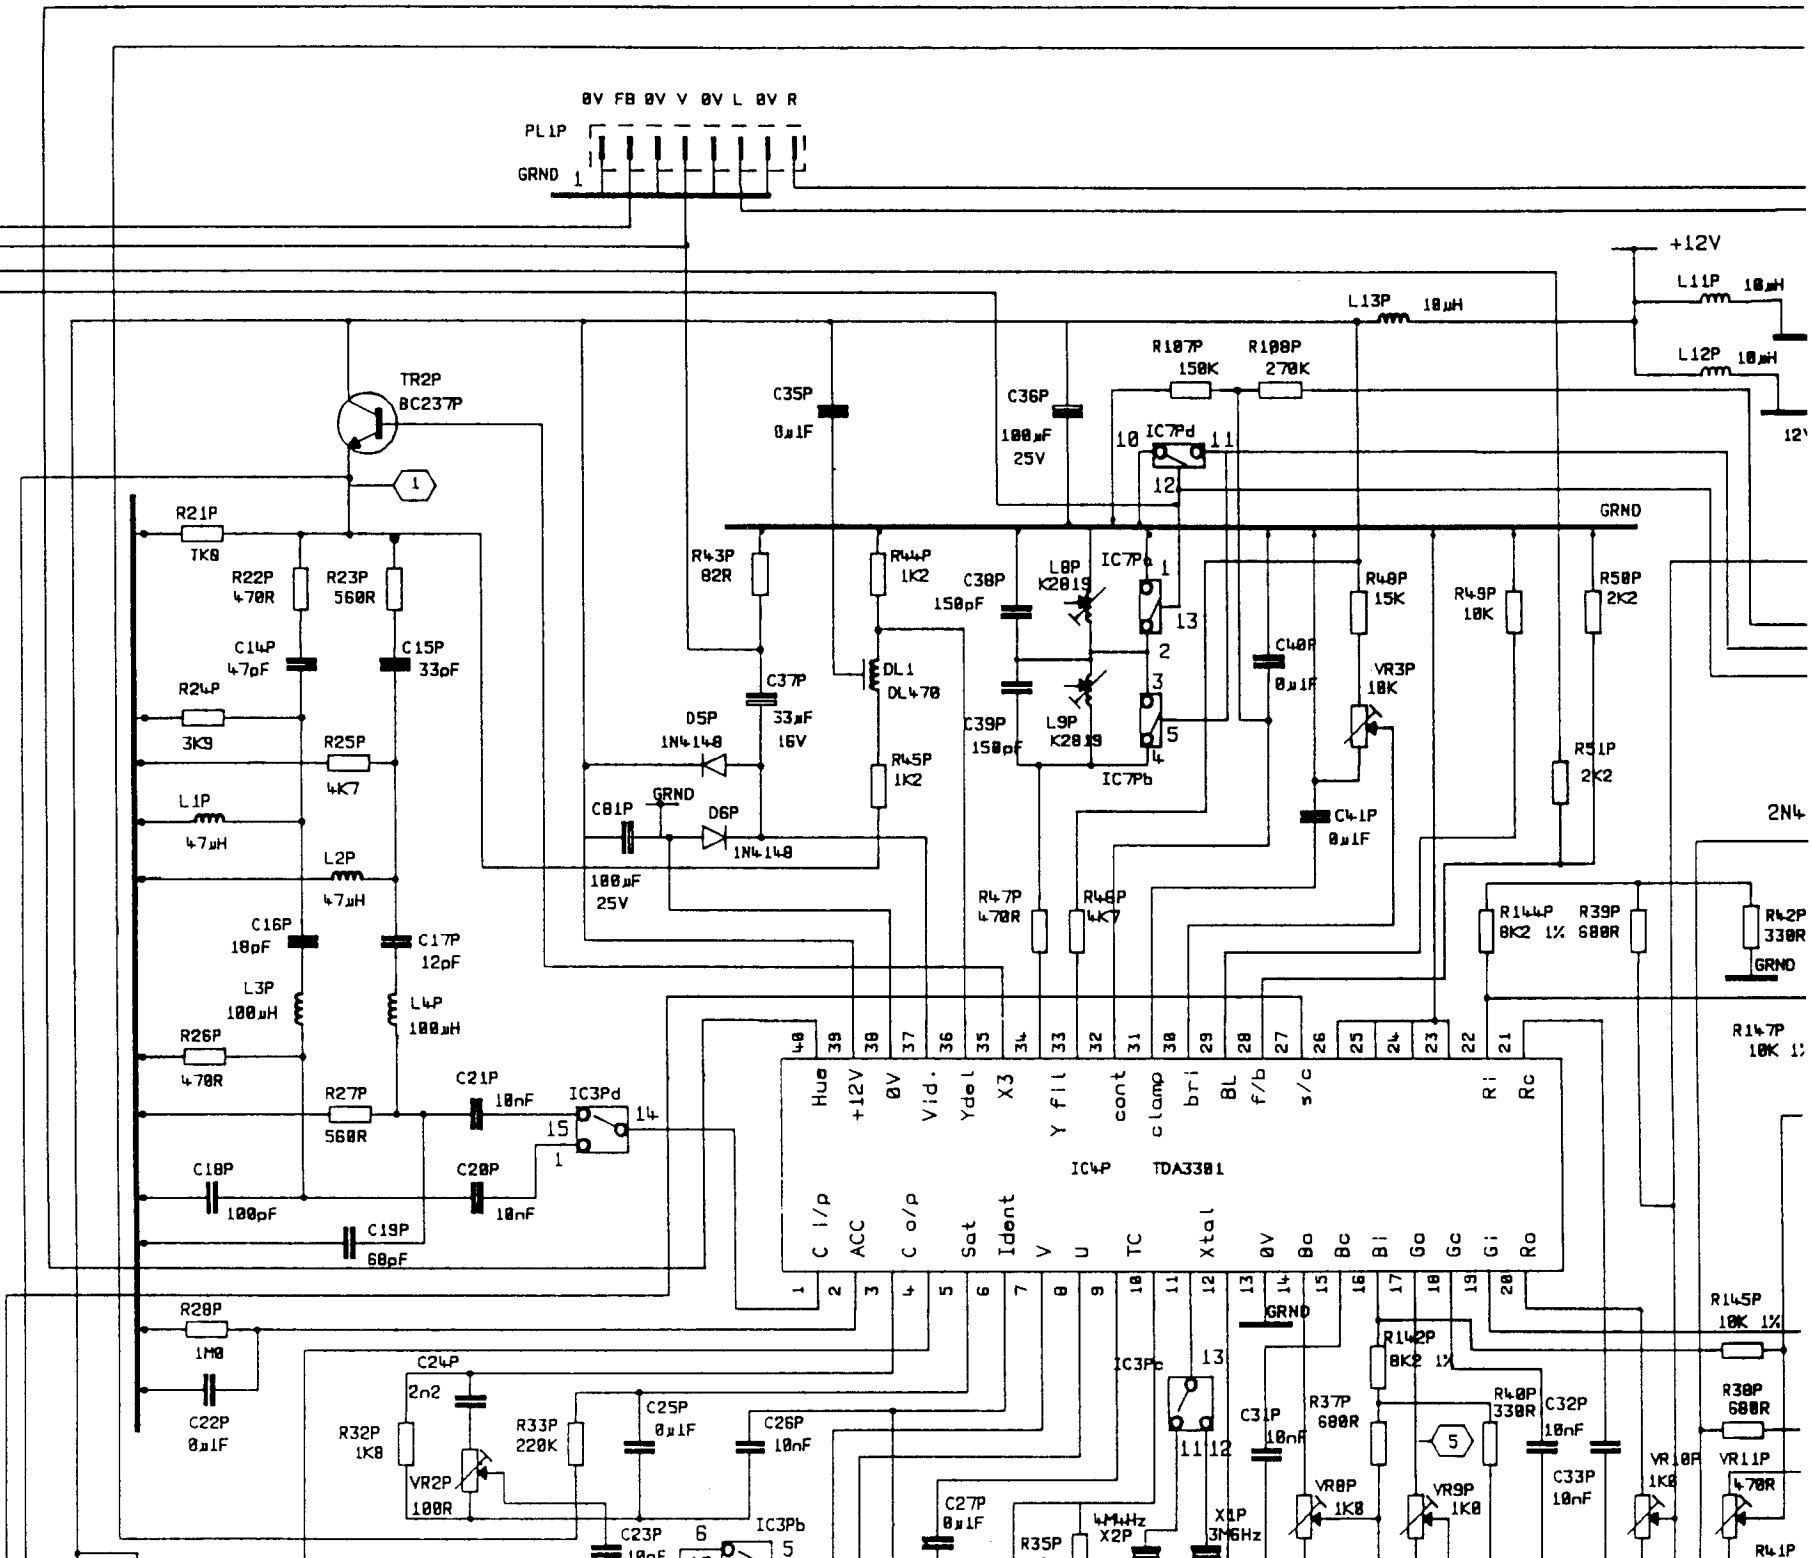 0V FB 0V V 0V L 0V R
PL1P
GRND 1
+12V
L11P 10µH
L13P 10µH
L12P 10µH
R107P R108P
150K 270K
TR2P
BC237P
C35P
0µ1F
C36P
100µF
25V
10 IC7Pd 11
12
12V
1
GRND
R21P
1K0
R22P
470R
R23P
560R
R43P
82R
R44P
1K2
C38P
150pF
L8P
K2819
IC7P
1
13
2
R48P
15K
R49P
10K
R50P
2K2
C14P
47pF
C15P
33pF
DL1
DL470
C40P
0µ1F
VR3P
10K
R24P
3K9
C37P
33µF
16V
C39P
150pF
L9P
K2819
3
5
4
IC7Pb
R25P
4K7
D5P
1N4148
R45P
1K2
R51P
2K2
L1P
47µH
C81P
100µF
25V
GRND
D6P
1N4148
C41P
0µ1F
2N4
L2P
47µH
R47P
470R
R46P
4K7
R144P
8K2 1%
R39P
680R
R42P
330R
GRND
C16P
18pF
C17P
12pF
L3P
100µH
L4P
100µH
R147P
10K 1%
R26P
470R
40 39 38 37 36 35 34 33 32 31 30 29 28 27 26 25 24 23 22 21
Hue +12V 0V Vid. Ydel X3 Y fil cont clamp bri BL f/b s/c Ri Rc
R27P
560R
C21P
10nF
IC3Pd
14
15
1
IC4P TDA3301
C18P
100pF
C20P
10nF
C19P
68pF
C i/p ACC C o/p Sat Ident V U TC Xtal 0V Bo Bc Bi Go Gc Gi Ro
1 2 3 4 5 6 7 8 9 10 11 12 13 14 15 16 17 18 19 20
GRND
R28P
1M0
R145P
10K 1%
R142P
8K2 1%
C22P
0µ1F
C24P
2n2
IC3Pc
13
11 12
R32P
1K8
R33P
220K
C25P
0µ1F
C26P
10nF
C31P
10nF
R37P
680R
5
R40P
330R
C32P
10nF
R38P
680R
VR2P
100R
C33P
10nF
VR10P
1K0
VR11P
470R
C27P
0µ1F
VR8P
1K0
VR9P
1K0
C23P
10nF
6 IC3Pb
5
R35P
4M4Hz
X2P
X1P
3M6Hz
R41P